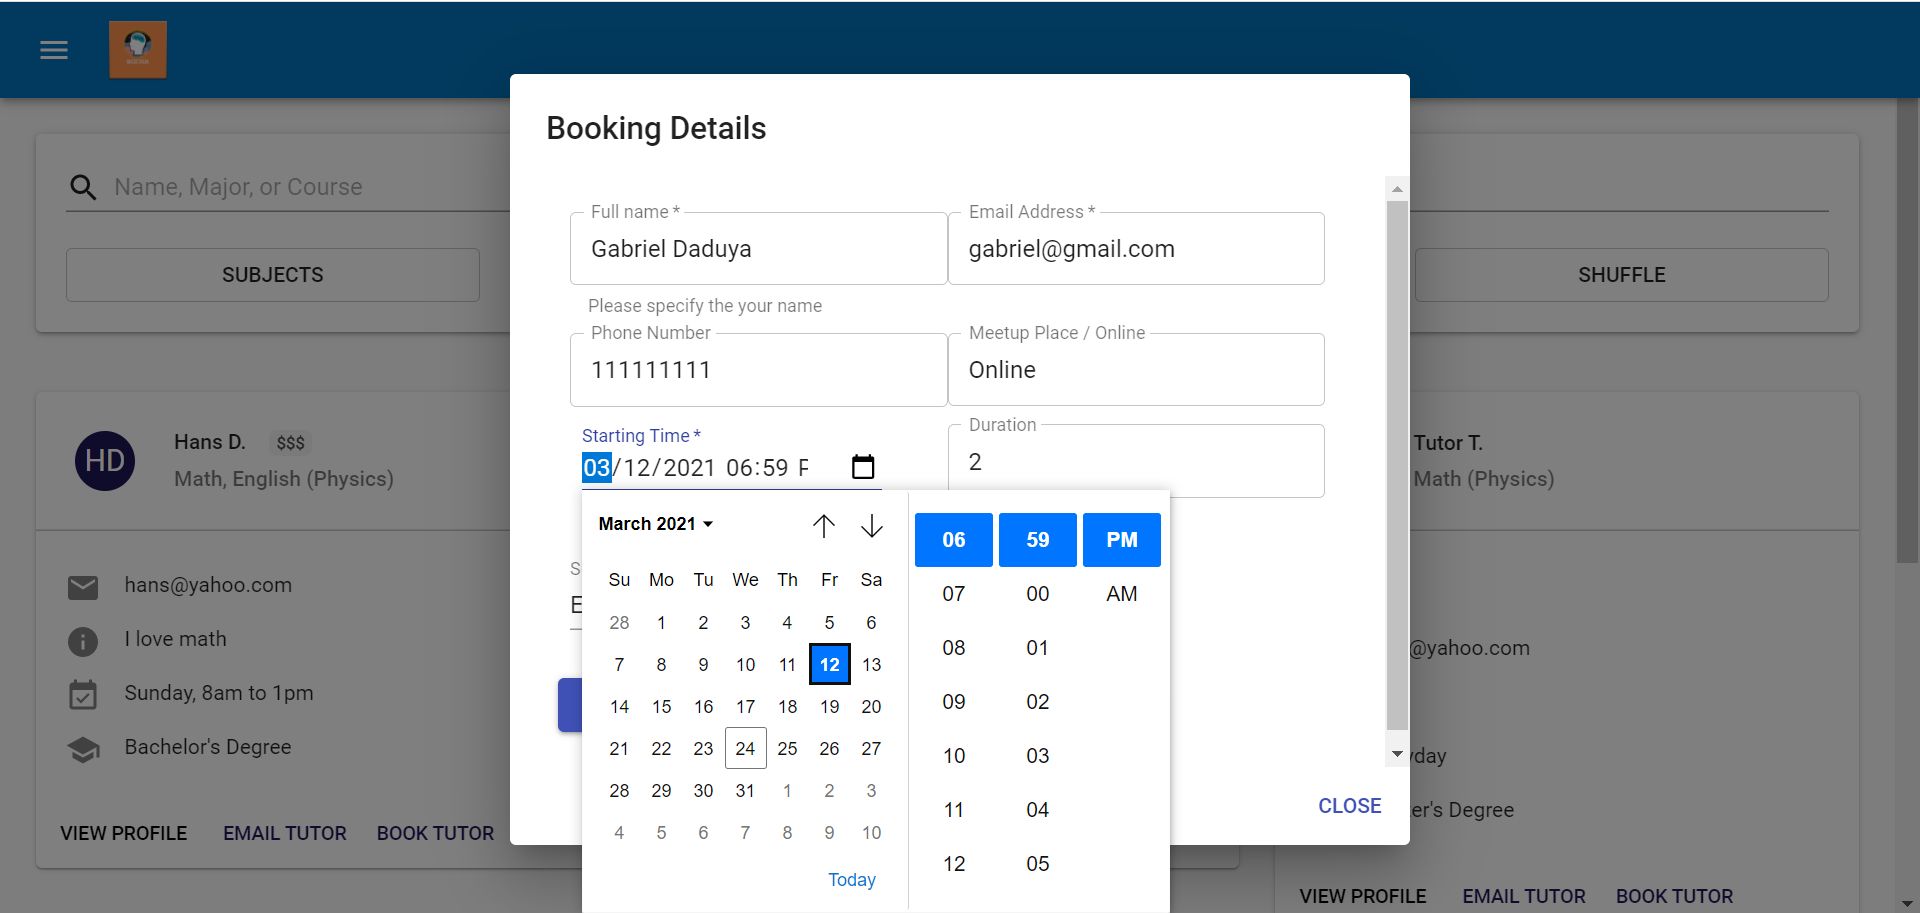 Booking Details
Name, Major, or Course
SUBJECTS
SHUFFLE
Full name *
Gabriel Daduya
Email Address *
gabriel@gmail.com
Please specify the your name
Phone Number
111111111
Meetup Place / Online
Online
Starting Time *
03/12/2021 06:59 P
Duration
2
HD
Hans D. $$$
Math, English (Physics)
hans@yahoo.com
I love math
Sunday, 8am to 1pm
Bachelor's Degree
VIEW PROFILE EMAIL TUTOR BOOK TUTOR
S
E
March 2021
Su Mo Tu We Th Fr Sa
28 1 2 3 4 5 6
7 8 9 10 11 12 13
14 15 16 17 18 19 20
21 22 23 24 25 26 27
28 29 30 31 1 2 3
4 5 6 7 8 9 10
Today
06 59 PM
07 00 AM
08 01
09 02
10 03
11 04
12 05
CLOSE
Tutor T.
Math (Physics)
@yahoo.com
yday
er's Degree
VIEW PROFILE EMAIL TUTOR BOOK TUTOR